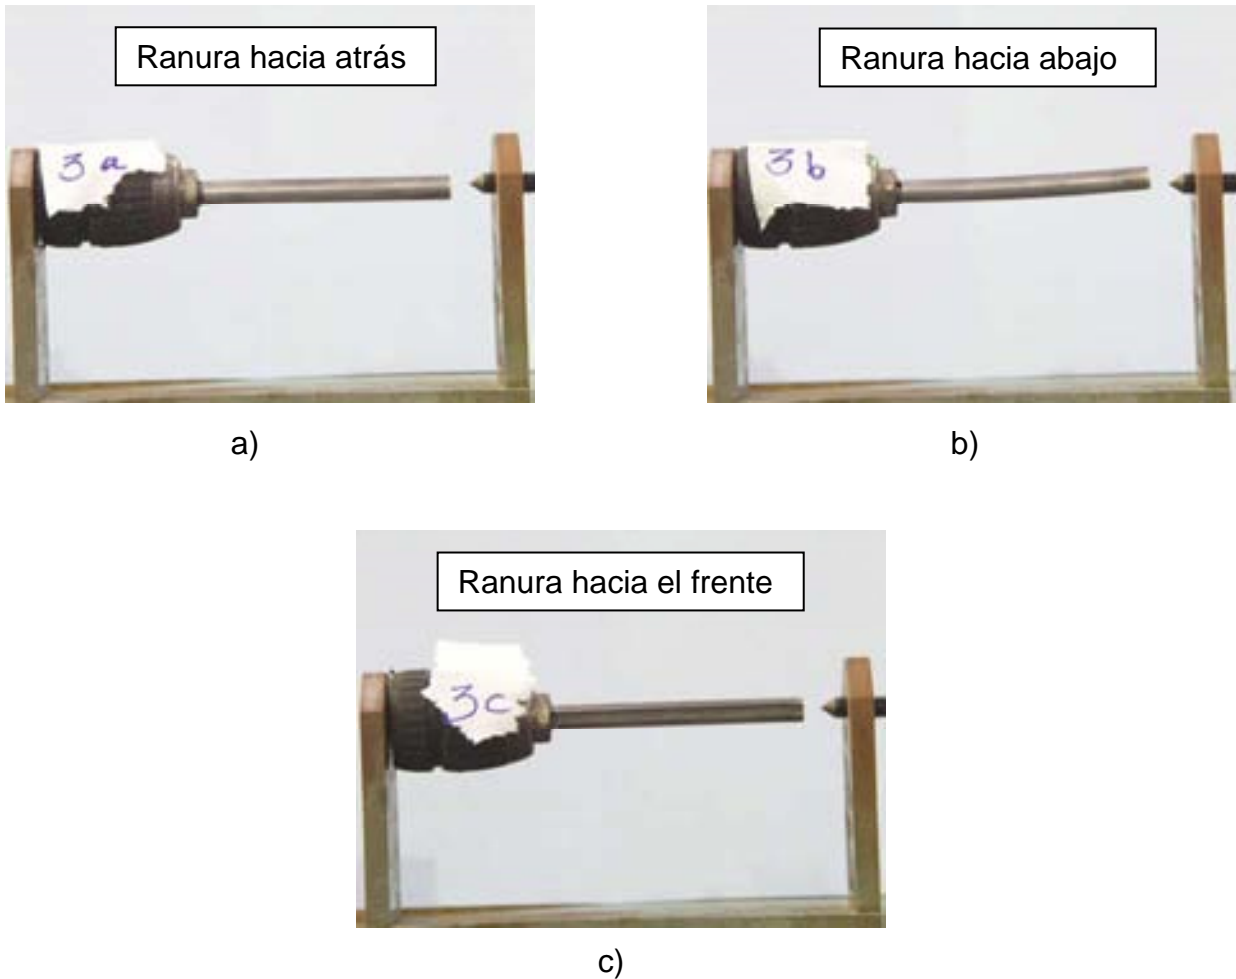 Ranura hacia atrás
3a
a)
Ranura hacia abajo
3b
b)
Ranura hacia el frente
3c
c)